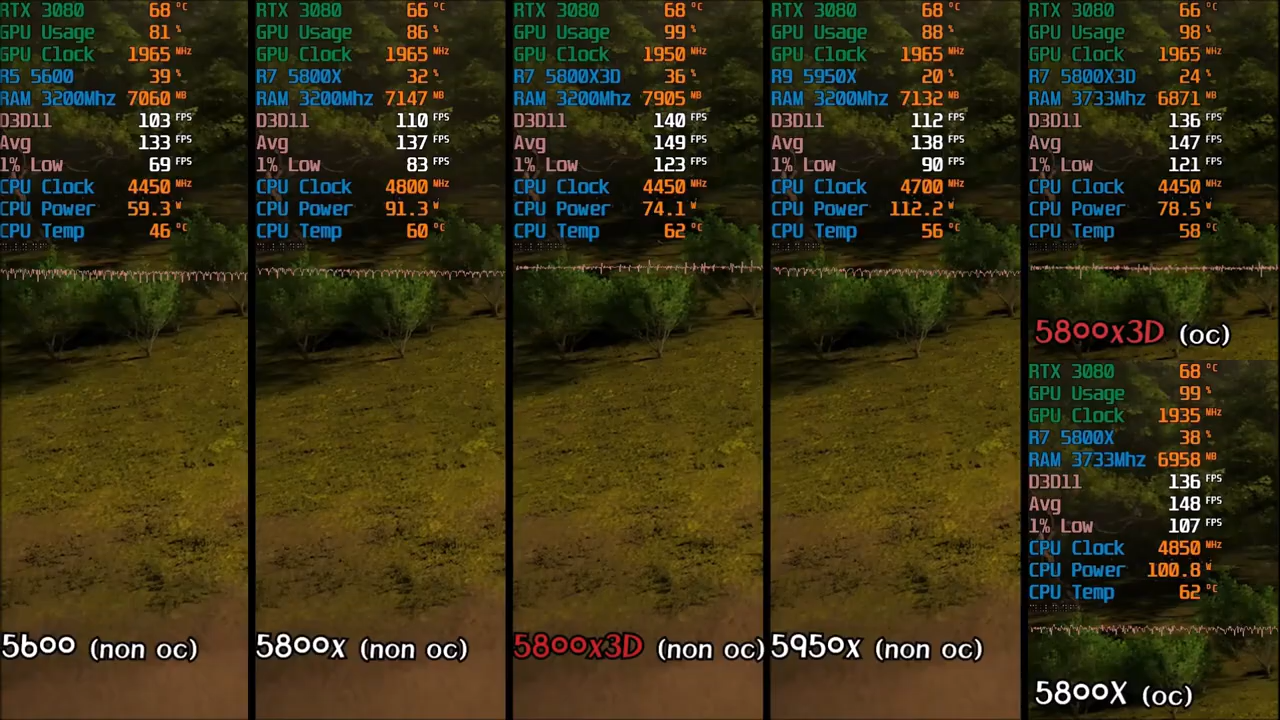 RTX 3080 68 °C
GPU Usage 81 %
GPU Clock 1965 MHz
R5 5600 39 %
RAM 3200Mhz 7060 MB
D3D11 103 FPS
Avg 133 FPS
1% Low 69 FPS
CPU Clock 4450 MHz
CPU Power 59.3 W
CPU Temp 46 °C
5600 (non oc)
RTX 3080 66 °C
GPU Usage 86 %
GPU Clock 1965 MHz
R7 5800X 32 %
RAM 3200Mhz 7147 MB
D3D11 110 FPS
Avg 137 FPS
1% Low 83 FPS
CPU Clock 4800 MHz
CPU Power 91.3 W
CPU Temp 60 °C
5800x (non oc)
RTX 3080 68 °C
GPU Usage 99 %
GPU Clock 1950 MHz
R7 5800X3D 36 %
RAM 3200Mhz 7905 MB
D3D11 140 FPS
Avg 149 FPS
1% Low 123 FPS
CPU Clock 4450 MHz
CPU Power 74.1 W
CPU Temp 62 °C
5800x3D (non oc)
RTX 3080 68 °C
GPU Usage 88 %
GPU Clock 1965 MHz
R9 5950X 20 %
RAM 3200Mhz 7132 MB
D3D11 112 FPS
Avg 138 FPS
1% Low 90 FPS
CPU Clock 4700 MHz
CPU Power 112.2 W
CPU Temp 56 °C
5950x (non oc)
RTX 3080 66 °C
GPU Usage 98 %
GPU Clock 1965 MHz
R7 5800X3D 24 %
RAM 3733Mhz 6871 MB
D3D11 136 FPS
Avg 147 FPS
1% Low 121 FPS
CPU Clock 4450 MHz
CPU Power 78.5 W
CPU Temp 58 °C
5800x3D (oc)
RTX 3080 68 °C
GPU Usage 99 %
GPU Clock 1935 MHz
R7 5800X 38 %
RAM 3733Mhz 6958 MB
D3D11 136 FPS
Avg 148 FPS
1% Low 107 FPS
CPU Clock 4850 MHz
CPU Power 100.8 W
CPU Temp 62 °C
5800X (oc)